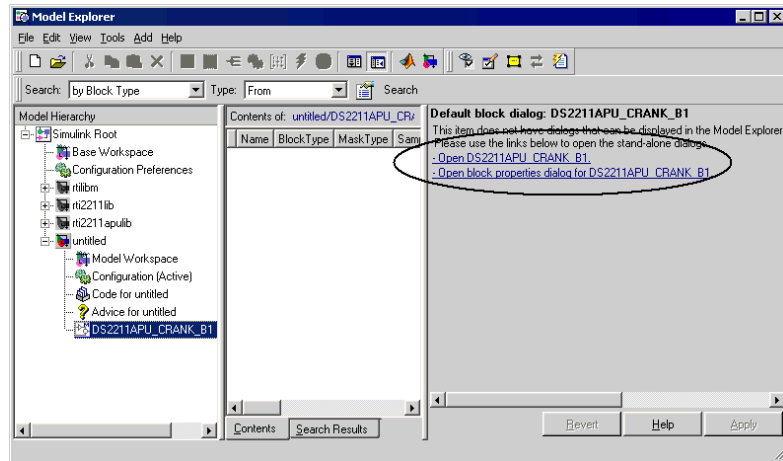 Model Explorer
File Edit View Tools Add Help
Search: by Block Type Type: From Search
Model Hierarchy
Simulink Root
Base Workspace
Configuration Preferences
rtilibm
rti2211lib
rti2211apulib
untitled
Model Workspace
Configuration (Active)
Code for untitled
Advice for untitled
DS2211APU_CRANK_B1
Contents of: untitled/DS2211APU_CR
Name BlockType MaskType Sam
Contents Search Results
Default block dialog: DS2211APU_CRANK_B1
This item does not have dialogs that can be displayed in the Model Explorer
Please use the links below to open the stand-alone dialogs.
- Open DS2211APU_CRANK_B1.
- Open block properties dialog for DS2211APU_CRANK_B1.
Revert Help Apply